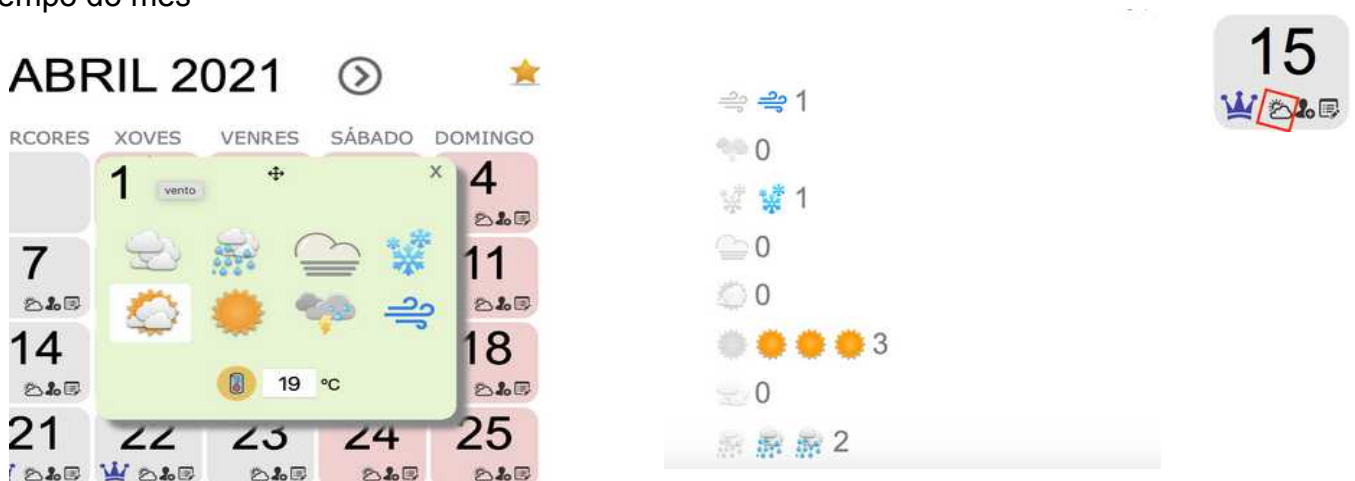 empo do mes
ABRIL 2021
RCORES XOVES VENRES SÁBADO DOMINGO
1 vento X 4
7 11
19 °C
14 18
21 22 23 24 25
1
0
1
0
0
3
0
2
15